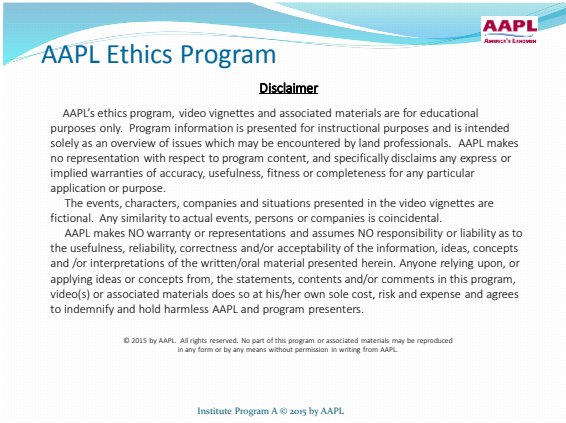 AAPL
America's Landmen
AAPL Ethics Program
Disclaimer
AAPL's ethics program, video vignettes and associated materials are for educational
purposes only. Program information is presented for instructional purposes and is intended
solely as an overview of issues which may be encountered by land professionals. AAPL makes
no representation with respect to program content, and specifically disclaims any express or
implied warranties of accuracy, usefulness, fitness or completeness for any particular
application or purpose.
The events, characters, companies and situations presented in the video vignettes are
fictional. Any similarity to actual events, persons or companies is coincidental.
AAPL makes NO warranty or representations and assumes NO responsibility or liability as to
the usefulness, reliability, correctness and/or acceptability of the information, ideas, concepts
and /or interpretations of the written/oral material presented herein. Anyone relying upon, or
applying ideas or concepts from, the statements, contents and/or comments in this program,
video(s) or associated materials does so at his/her own sole cost, risk and expense and agrees
to indemnify and hold harmless AAPL and program presenters.
© 2015 by AAPL. All rights reserved. No part of this program or associated materials may be reproduced
in any form or by any means without permission in writing from AAPL.
Institute Program A © 2015 by AAPL